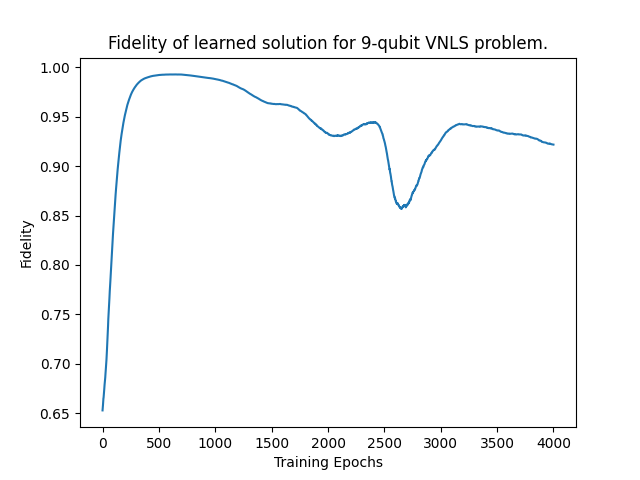 Fidelity of learned solution for 9-qubit VNLS problem.
1.00
0.95
0.90
0.85
0.80
0.75
0.70
0.65
Fidelity
0 500 1000 1500 2000 2500 3000 3500 4000
Training Epochs